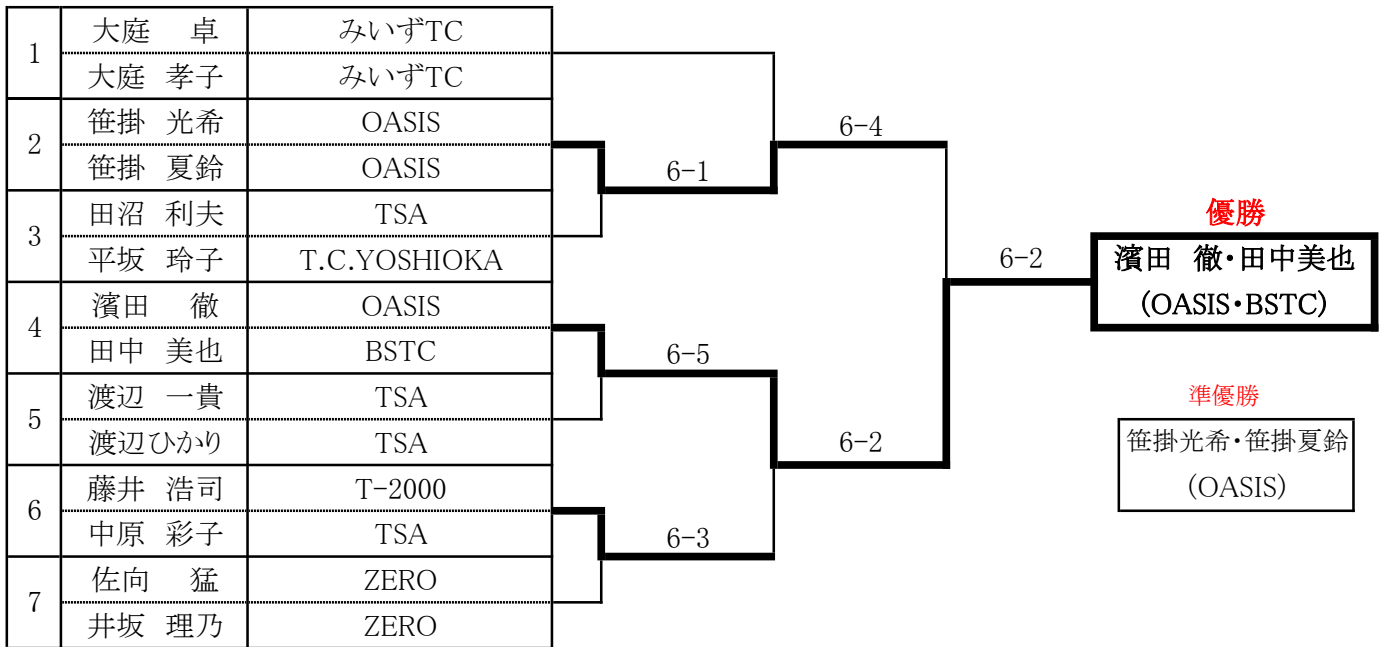 1
大庭 卓 みいずTC
大庭 孝子 みいずTC
2
笹掛 光希 OASIS
笹掛 夏鈴 OASIS
3
田沼 利夫 TSA
平坂 玲子 T.C.YOSHIOKA
4
濱田 徹 OASIS
田中 美也 BSTC
5
渡辺 一貴 TSA
渡辺ひかり TSA
6
藤井 浩司 T-2000
中原 彩子 TSA
7
佐向 猛 ZERO
井坂 理乃 ZERO
6-1
6-5
6-3
6-4
6-2
6-2
優勝
濱田 徹・田中美也
(OASIS・BSTC)
準優勝
笹掛光希・笹掛夏鈴
(OASIS)